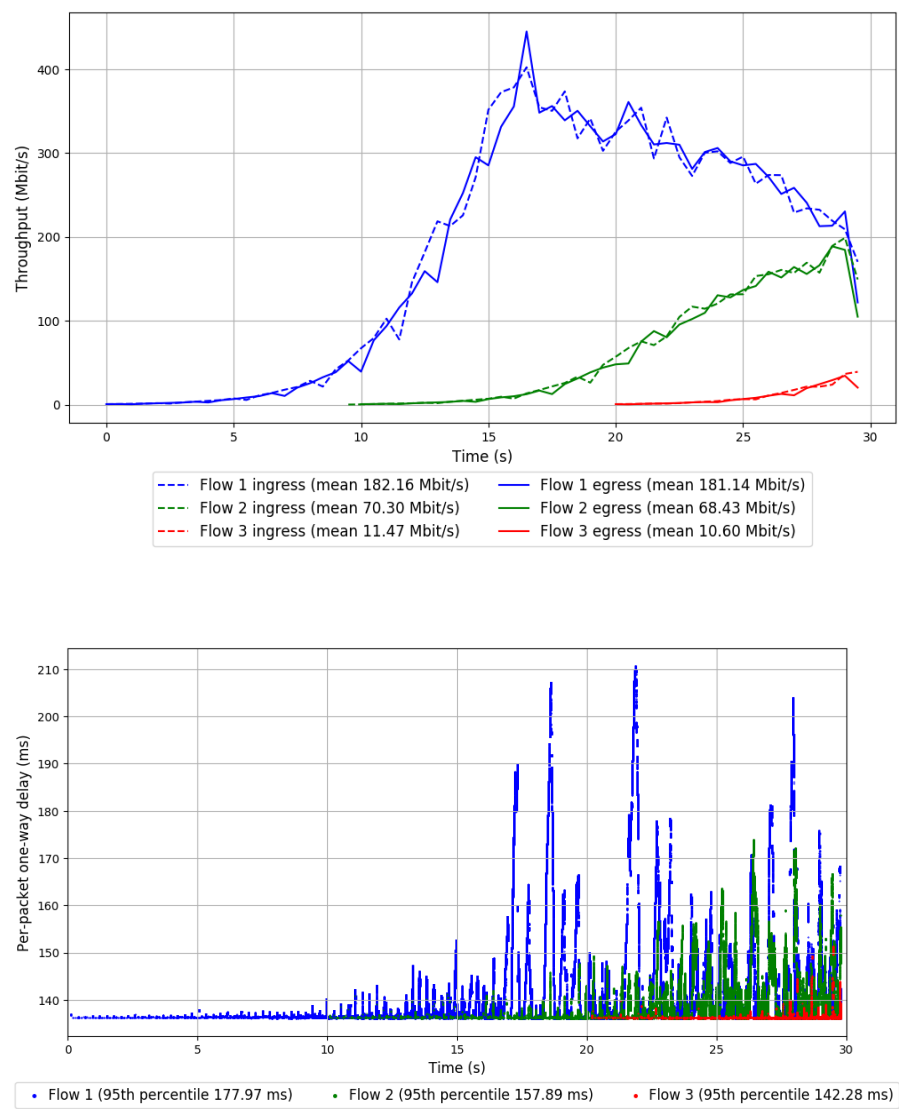 400
300
200
100
0
Throughput (Mbit/s)
0 5 10 15 20 25 30
Time (s)
Flow 1 ingress (mean 182.16 Mbit/s) Flow 1 egress (mean 181.14 Mbit/s)
Flow 2 ingress (mean 70.30 Mbit/s) Flow 2 egress (mean 68.43 Mbit/s)
Flow 3 ingress (mean 11.47 Mbit/s) Flow 3 egress (mean 10.60 Mbit/s)
210
200
190
180
170
160
150
140
Per-packet one-way delay (ms)
0 5 10 15 20 25 30
Time (s)
Flow 1 (95th percentile 177.97 ms) Flow 2 (95th percentile 157.89 ms) Flow 3 (95th percentile 142.28 ms)